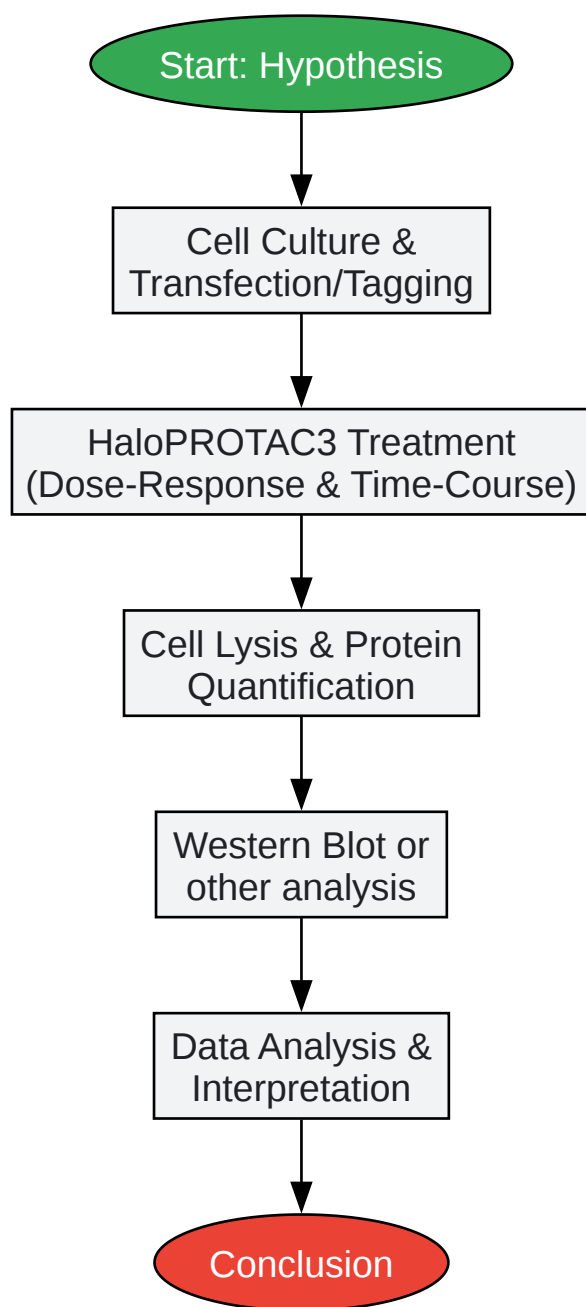 Start: Hypothesis
Cell Culture &
Transfection/Tagging
HaloPROTAC3 Treatment
(Dose-Response & Time-Course)
Cell Lysis & Protein
Quantification
Western Blot or
other analysis
Data Analysis &
Interpretation
Conclusion